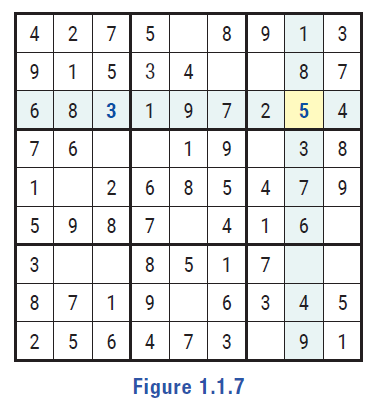 4 2 7 5 8 9 1 3
9 1 5 3 4 8 7
6 8 3 1 9 7 2 5 4
7 6 1 9 3 8
1 2 6 8 5 4 7 9
5 9 8 7 4 1 6
3 8 5 1 7
8 7 1 9 6 3 4 5
2 5 6 4 7 3 9 1
Figure 1.1.7